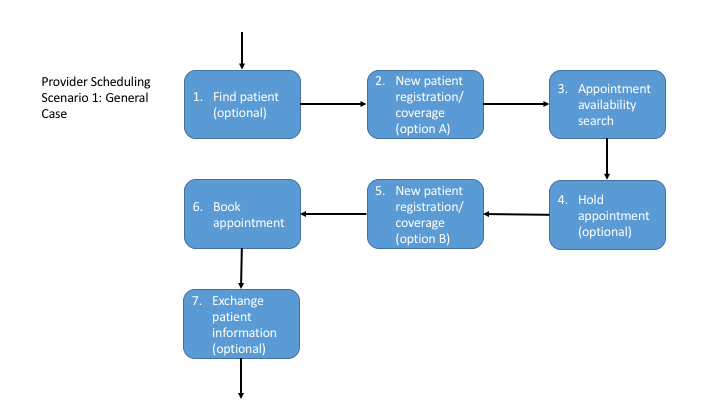 Provider Scheduling
Scenario 1: General
Case
1. Find patient
(optional)
2. New patient
registration/
coverage
(option A)
3. Appointment
availability
search
4. Hold
appointment
(optional)
5. New patient
registration/
coverage
(option B)
6. Book
appointment
7. Exchange
patient
information
(optional)